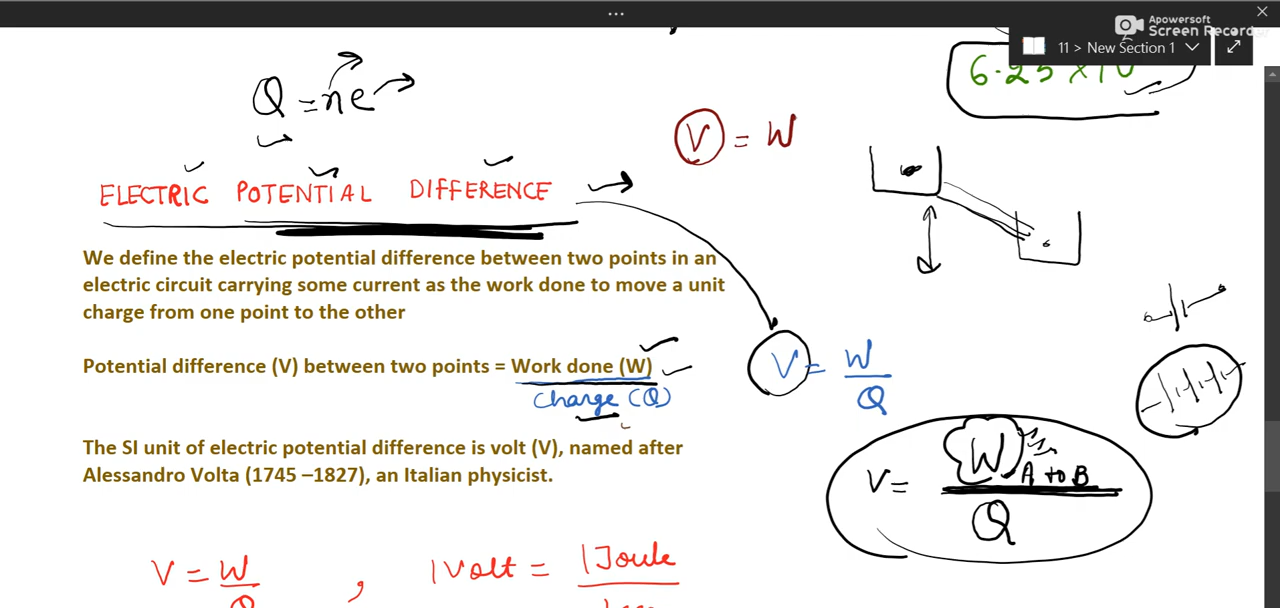 Apowersoft
Screen Recorder
11 > New Section 1
6.25 x 10
Q = ne
V = W
ELECTRIC POTENTIAL DIFFERENCE
We define the electric potential difference between two points in an
electric circuit carrying some current as the work done to move a unit
charge from one point to the other
Potential difference (V) between two points = Work done (W)
Charge (Q)
V = W
Q
The SI unit of electric potential difference is volt (V), named after
Alessandro Volta (1745 –1827), an Italian physicist.
V = W A to B
Q
V = W
Q
, 1 Volt = 1 Joule